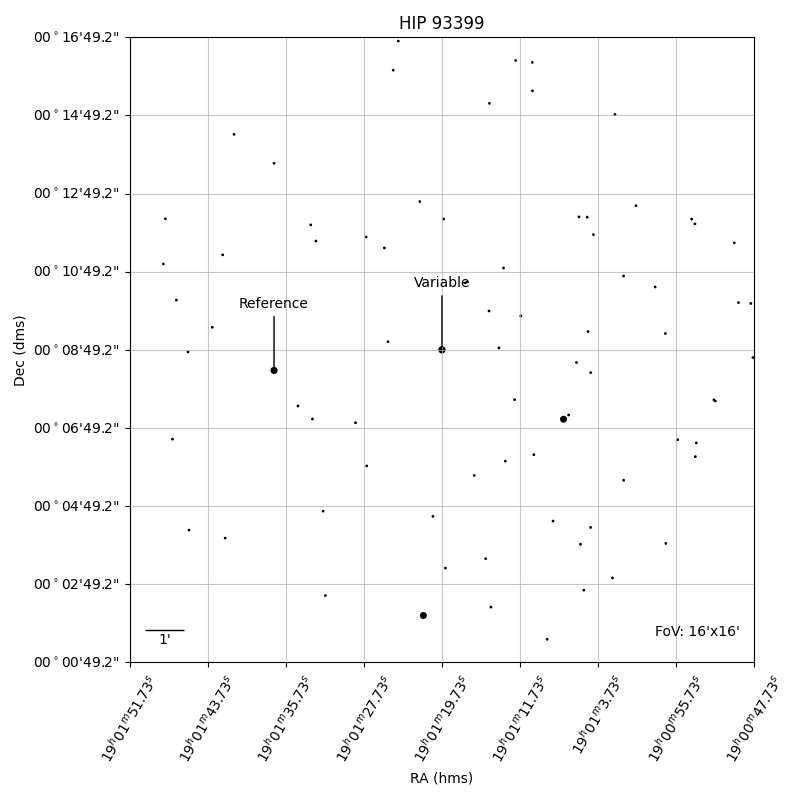 HIP 93399
00°16'49.2"
00°14'49.2"
00°12'49.2"
00°10'49.2"
00°08'49.2"
00°06'49.2"
00°04'49.2"
00°02'49.2"
00°00'49.2"
Dec (dms)
Variable
Reference
1'
FoV: 16'x16'
19h01m51.73s
19h01m43.73s
19h01m35.73s
19h01m27.73s
19h01m19.73s
19h01m11.73s
19h01m3.73s
19h00m55.73s
19h00m47.73s
RA (hms)